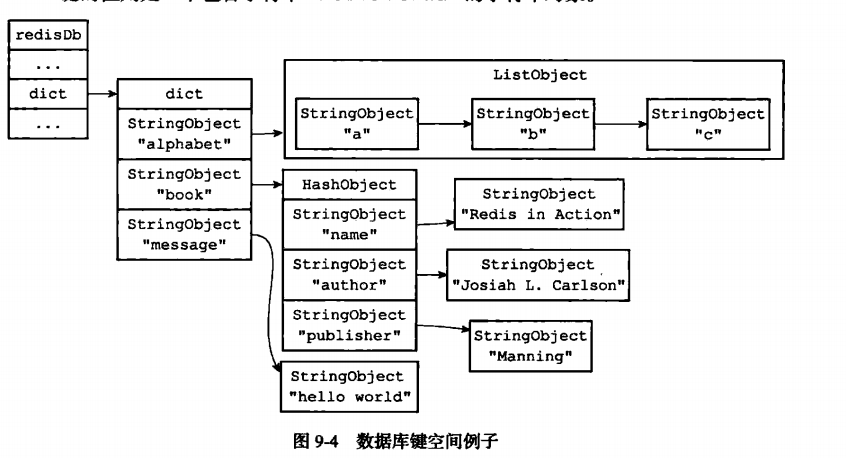 redisDb
...
dict
...
dict
StringObject
"alphabet"
StringObject
"book"
StringObject
"message"
ListObject
StringObject
"a"
StringObject
"b"
StringObject
"c"
HashObject
StringObject
"name"
StringObject
"author"
StringObject
"publisher"
StringObject
"Redis in Action"
StringObject
"Josiah L. Carlson"
StringObject
"Manning"
StringObject
"hello world"
图 9-4 数据库键空间例子